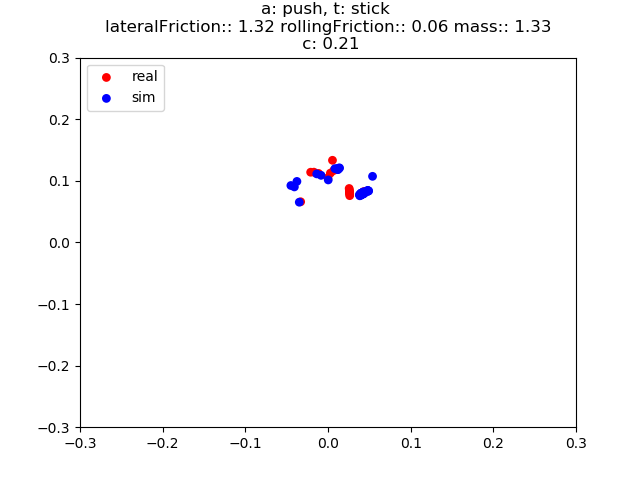 a: push, t: stick
lateralFriction:: 1.32 rollingFriction:: 0.06 mass:: 1.33
c: 0.21
real
sim
0.3
0.2
0.1
0.0
−0.1
−0.2
−0.3
−0.3
−0.2
−0.1
0.0
0.1
0.2
0.3